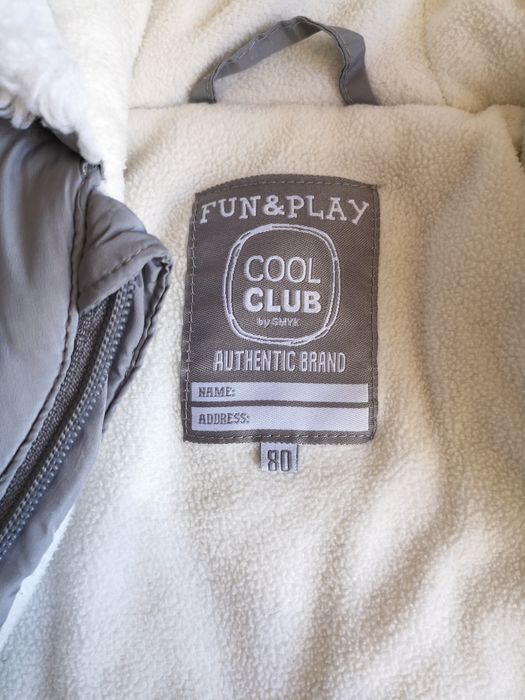 FUN&PLAY
COOL
CLUB
by SMYK
AUTHENTIC BRAND
NAME:
ADDRESS:
80